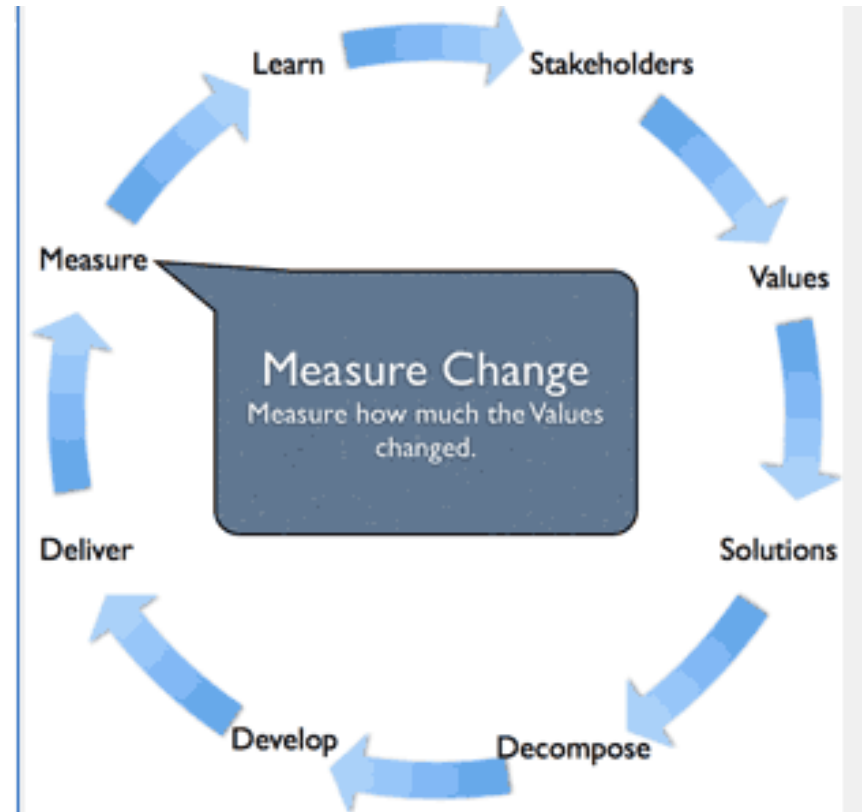 Learn
Stakeholders
Measure
Values
Measure Change
Measure how much the Values
changed.
Deliver
Solutions
Develop
Decompose